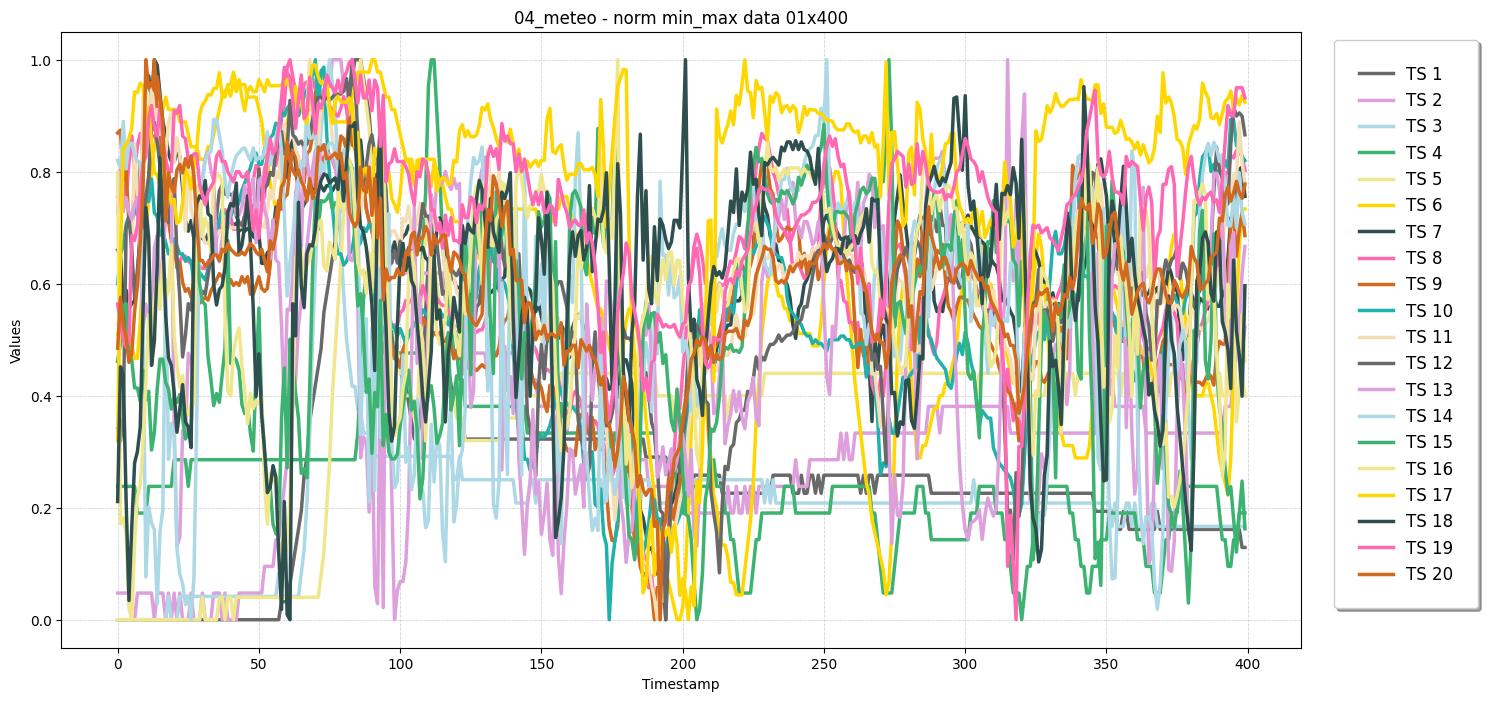 04_meteo - norm min_max data 01x400
1.0
0.8
0.6
0.4
0.2
0.0
Values
0
50
100
150
200
250
300
350
400
Timestamp
TS 1
TS 2
TS 3
TS 4
TS 5
TS 6
TS 7
TS 8
TS 9
TS 10
TS 11
TS 12
TS 13
TS 14
TS 15
TS 16
TS 17
TS 18
TS 19
TS 20